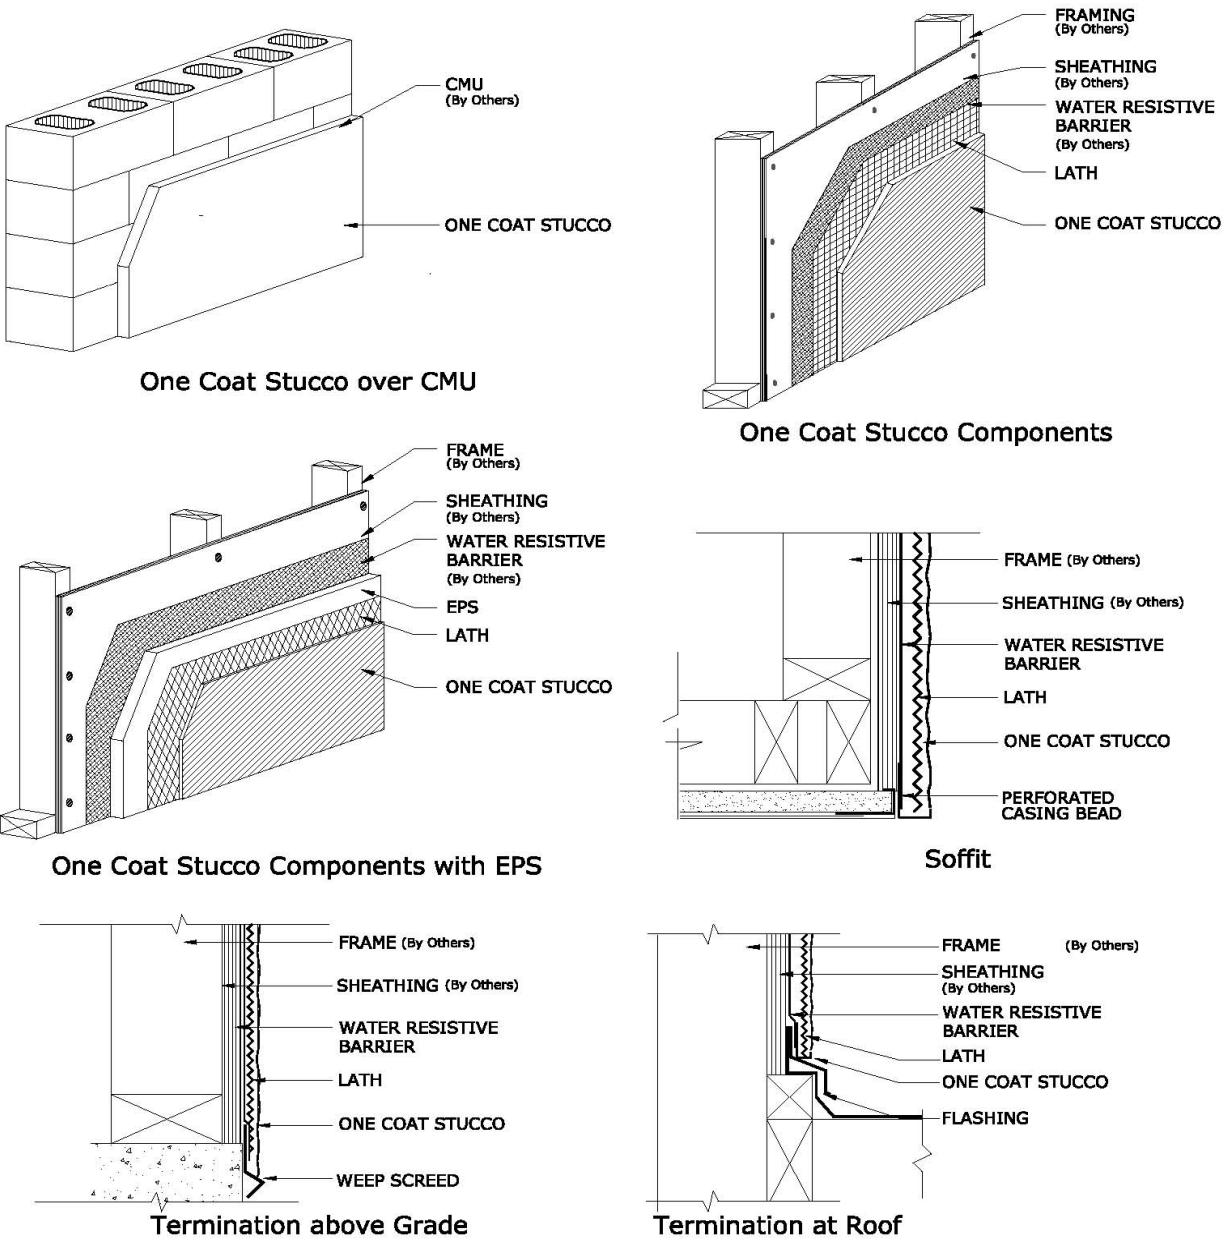 CMU
(By Others)
ONE COAT STUCCO
One Coat Stucco over CMU
FRAMING
(By Others)
SHEATHING
(By Others)
WATER RESISTIVE
BARRIER
(By Others)
LATH
ONE COAT STUCCO
One Coat Stucco Components
FRAME
(By Others)
SHEATHING
(By Others)
WATER RESISTIVE
BARRIER
(By Others)
EPS
LATH
ONE COAT STUCCO
One Coat Stucco Components with EPS
FRAME (By Others)
SHEATHING (By Others)
WATER RESISTIVE
BARRIER
LATH
ONE COAT STUCCO
PERFORATED
CASING BEAD
Soffit
FRAME (By Others)
SHEATHING (By Others)
WATER RESISTIVE
BARRIER
LATH
ONE COAT STUCCO
WEEP SCREED
Termination above Grade
FRAME (By Others)
SHEATHING
(By Others)
WATER RESISTIVE
BARRIER
LATH
ONE COAT STUCCO
FLASHING
Termination at Roof